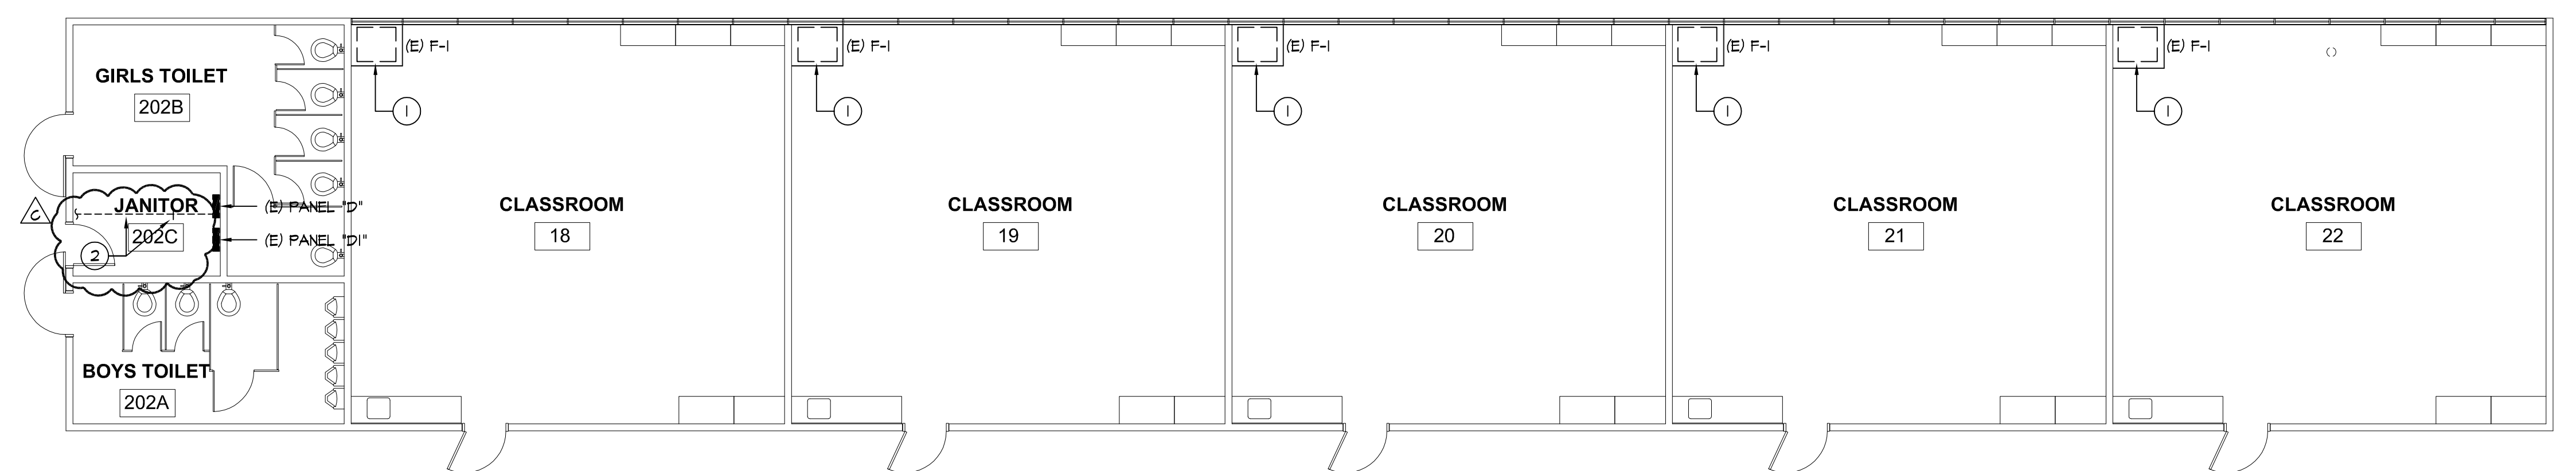 (E) F-1
(E) F-1
(E) F-1
(E) F-1
(E) F-1
GIRLS TOILET
202B
1
1
1
1
1
C
JANITOR
202C
2
(E) PANEL "D"
(E) PANEL "D1"
CLASSROOM
18
CLASSROOM
19
CLASSROOM
20
CLASSROOM
21
CLASSROOM
22
BOYS TOILET
202A